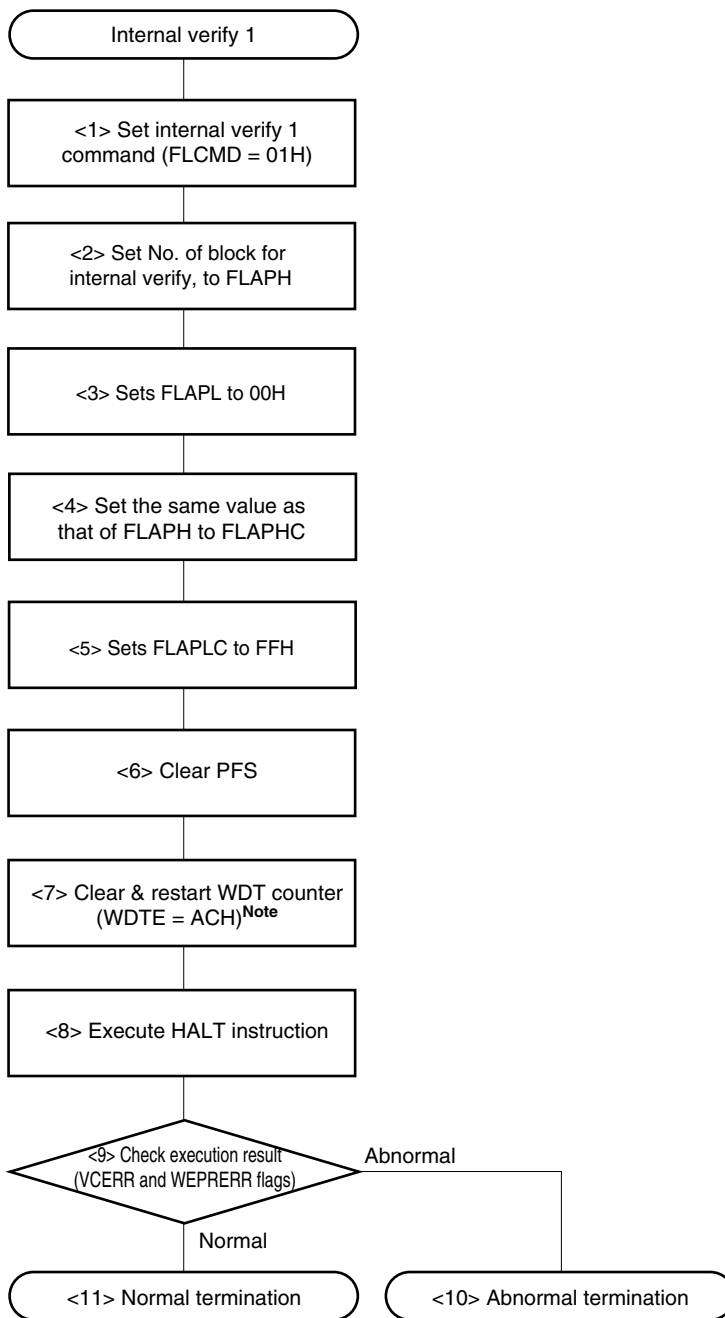 Internal verify 1
<1> Set internal verify 1
command (FLCMD = 01H)
<2> Set No. of block for
internal verify, to FLAPH
<3> Sets FLAPL to 00H
<4> Set the same value as
that of FLAPH to FLAPHC
<5> Sets FLAPLC to FFH
<6> Clear PFS
<7> Clear & restart WDT counter
(WDTE = ACH)Note
<8> Execute HALT instruction
<9> Check execution result
(VCERR and WEPRERR flags)
Abnormal
Normal
<11> Normal termination
<10> Abnormal termination